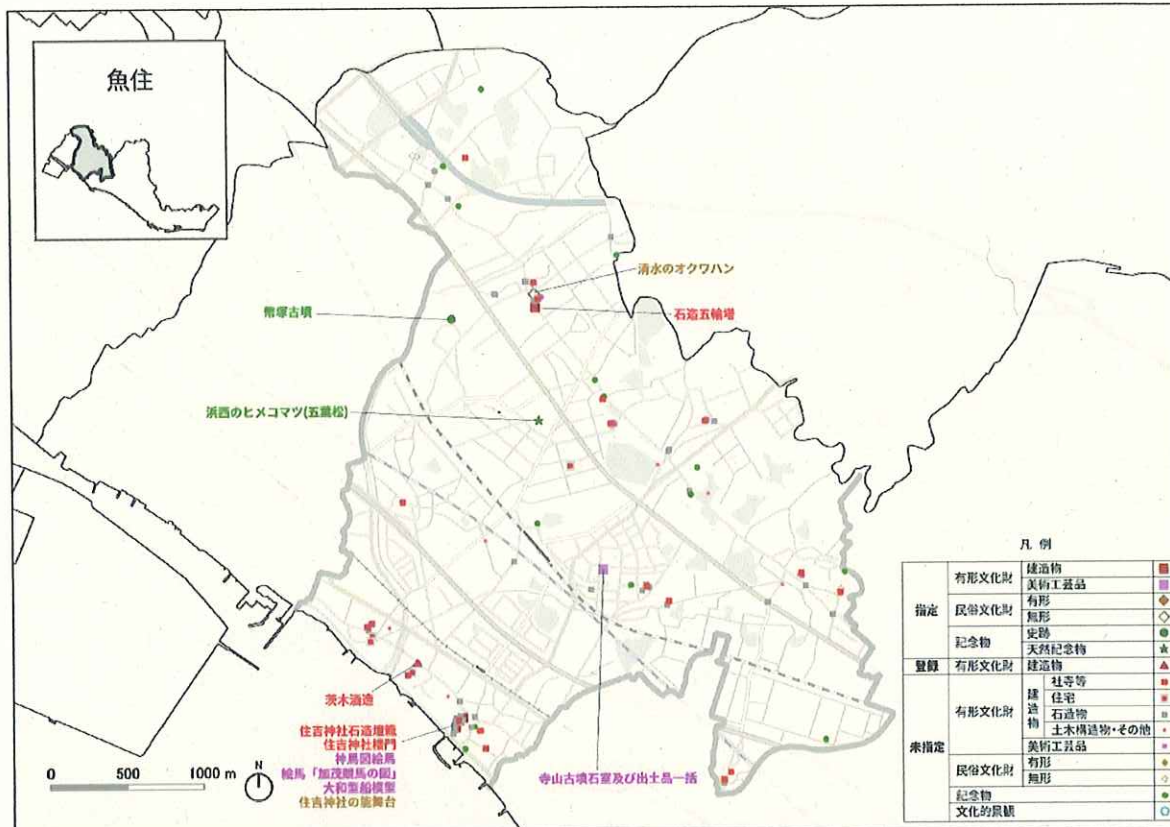 魚住
清水のオクワハン
石造五輪塔
幣塚古墳
浜西のヒメコマツ(五葉松)
茨木酒造
住吉神社石造燈籠
住吉神社楼門
神馬図絵馬
絵馬「加茂競馬の図」
大和型船模型
住吉神社の能舞台
寺山古墳石室及び出土品一括
0 500 1000 m
N
凡 例
指定 有形文化財 建造物
美術工芸品
民俗文化財 有形
無形
記念物 史跡
天然記念物
登録 有形文化財 建造物
未指定 有形文化財 建造物 社寺等
住宅
石造物
土木構造物・その他
美術工芸品
民俗文化財 有形
無形
記念物
文化的景観